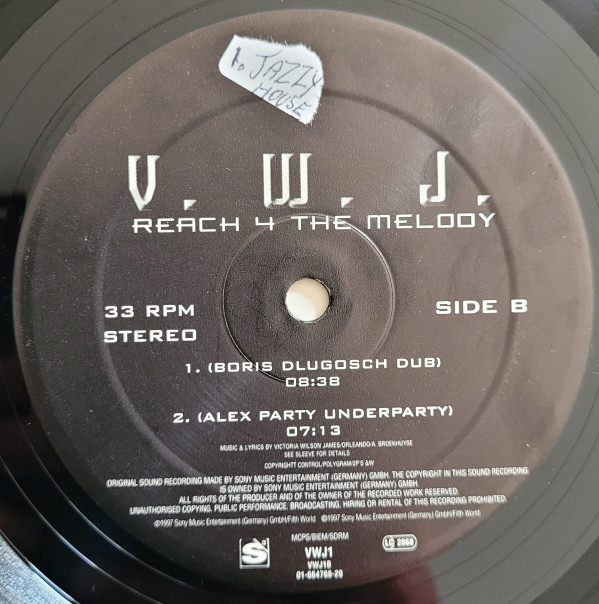 1. JAZZY
HOUSE
V. W. J.
REACH 4 THE MELODY
33 RPM
STEREO
SIDE B
1. (BORIS DLUGOSCH DUB)
08:38
2. (ALEX PARTY UNDERPARTY)
07:13
MUSIC & LYRICS BY VICTORIA WILSON JAMES/ORLEANDO/A. BROEKHUYSE
SEE SLEEVE FOR DETAILS
COPYRIGHTT CONTROL/POLYGRAM/2P'S &W
ORIGINAL SOUND RECORDING MADE BY SONY MUSIC ENTERTAINMENT (GERMANY) GMBH. THE COPYRIGHT IN THIS SOUND RECORDING
IS OWNED BY SONY MUSIC ENTERTAINMENT (GERMANY) GMBH.
ALL RIGHTS OF THE PRODUCER AND OF THE OWNER OF THE RECORDED WORK RESERVED.
UNAUTHORISED COPYING, PUBLIC PERFORMANCE, BROADCASTING, HIRING OR RENTAL OF THIS RECORDING PROHIBITED.
℗1997 Sony Music Entertainment (Germany) GmbH/Fifth World ©1997 Sony Music Entertainment (Germany) GmbH/Fifth World
S
MCPS/BIEM/SDRM
VWJ1
VWJ1B
01-664766-20
LC 2868